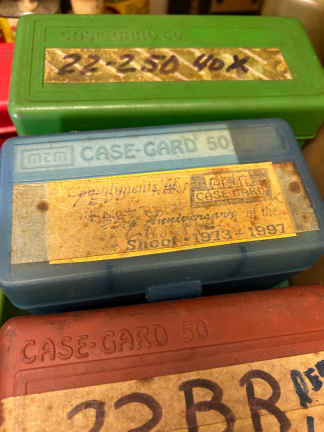 CASE-GARD 50
22-250 40X
mtm CASE-GARD 50
Compliments of
MTM
CASE-GARD
Anniversary of the
Shoot - 1973 - 1997
CASE-GARD 50
22BR